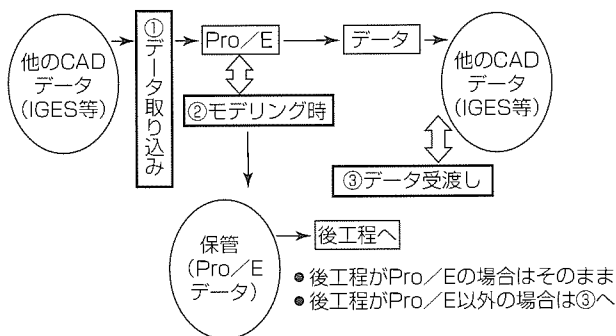 他のCAD
データ
(IGES等)
①データ取り込み
Pro/E
データ
他のCAD
データ
(IGES等)
②モデリング時
③データ受渡し
保管
(Pro/E
データ)
後工程へ
●後工程がPro/Eの場合はそのまま
●後工程がPro/E以外の場合は③へ